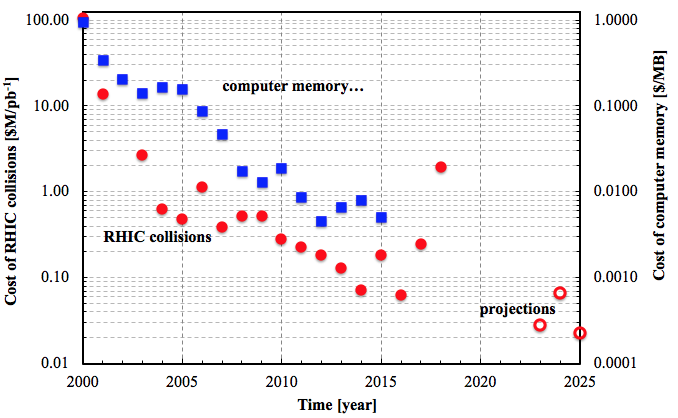 100.00
10.00
1.00
0.10
0.01
Cost of RHIC collisions [$M/pb⁻¹]
computer memory…
RHIC collisions
projections
1.0000
0.1000
0.0100
0.0010
0.0001
Cost of computer memory [$/MB]
2000 2005 2010 2015 2020 2025
Time [year]